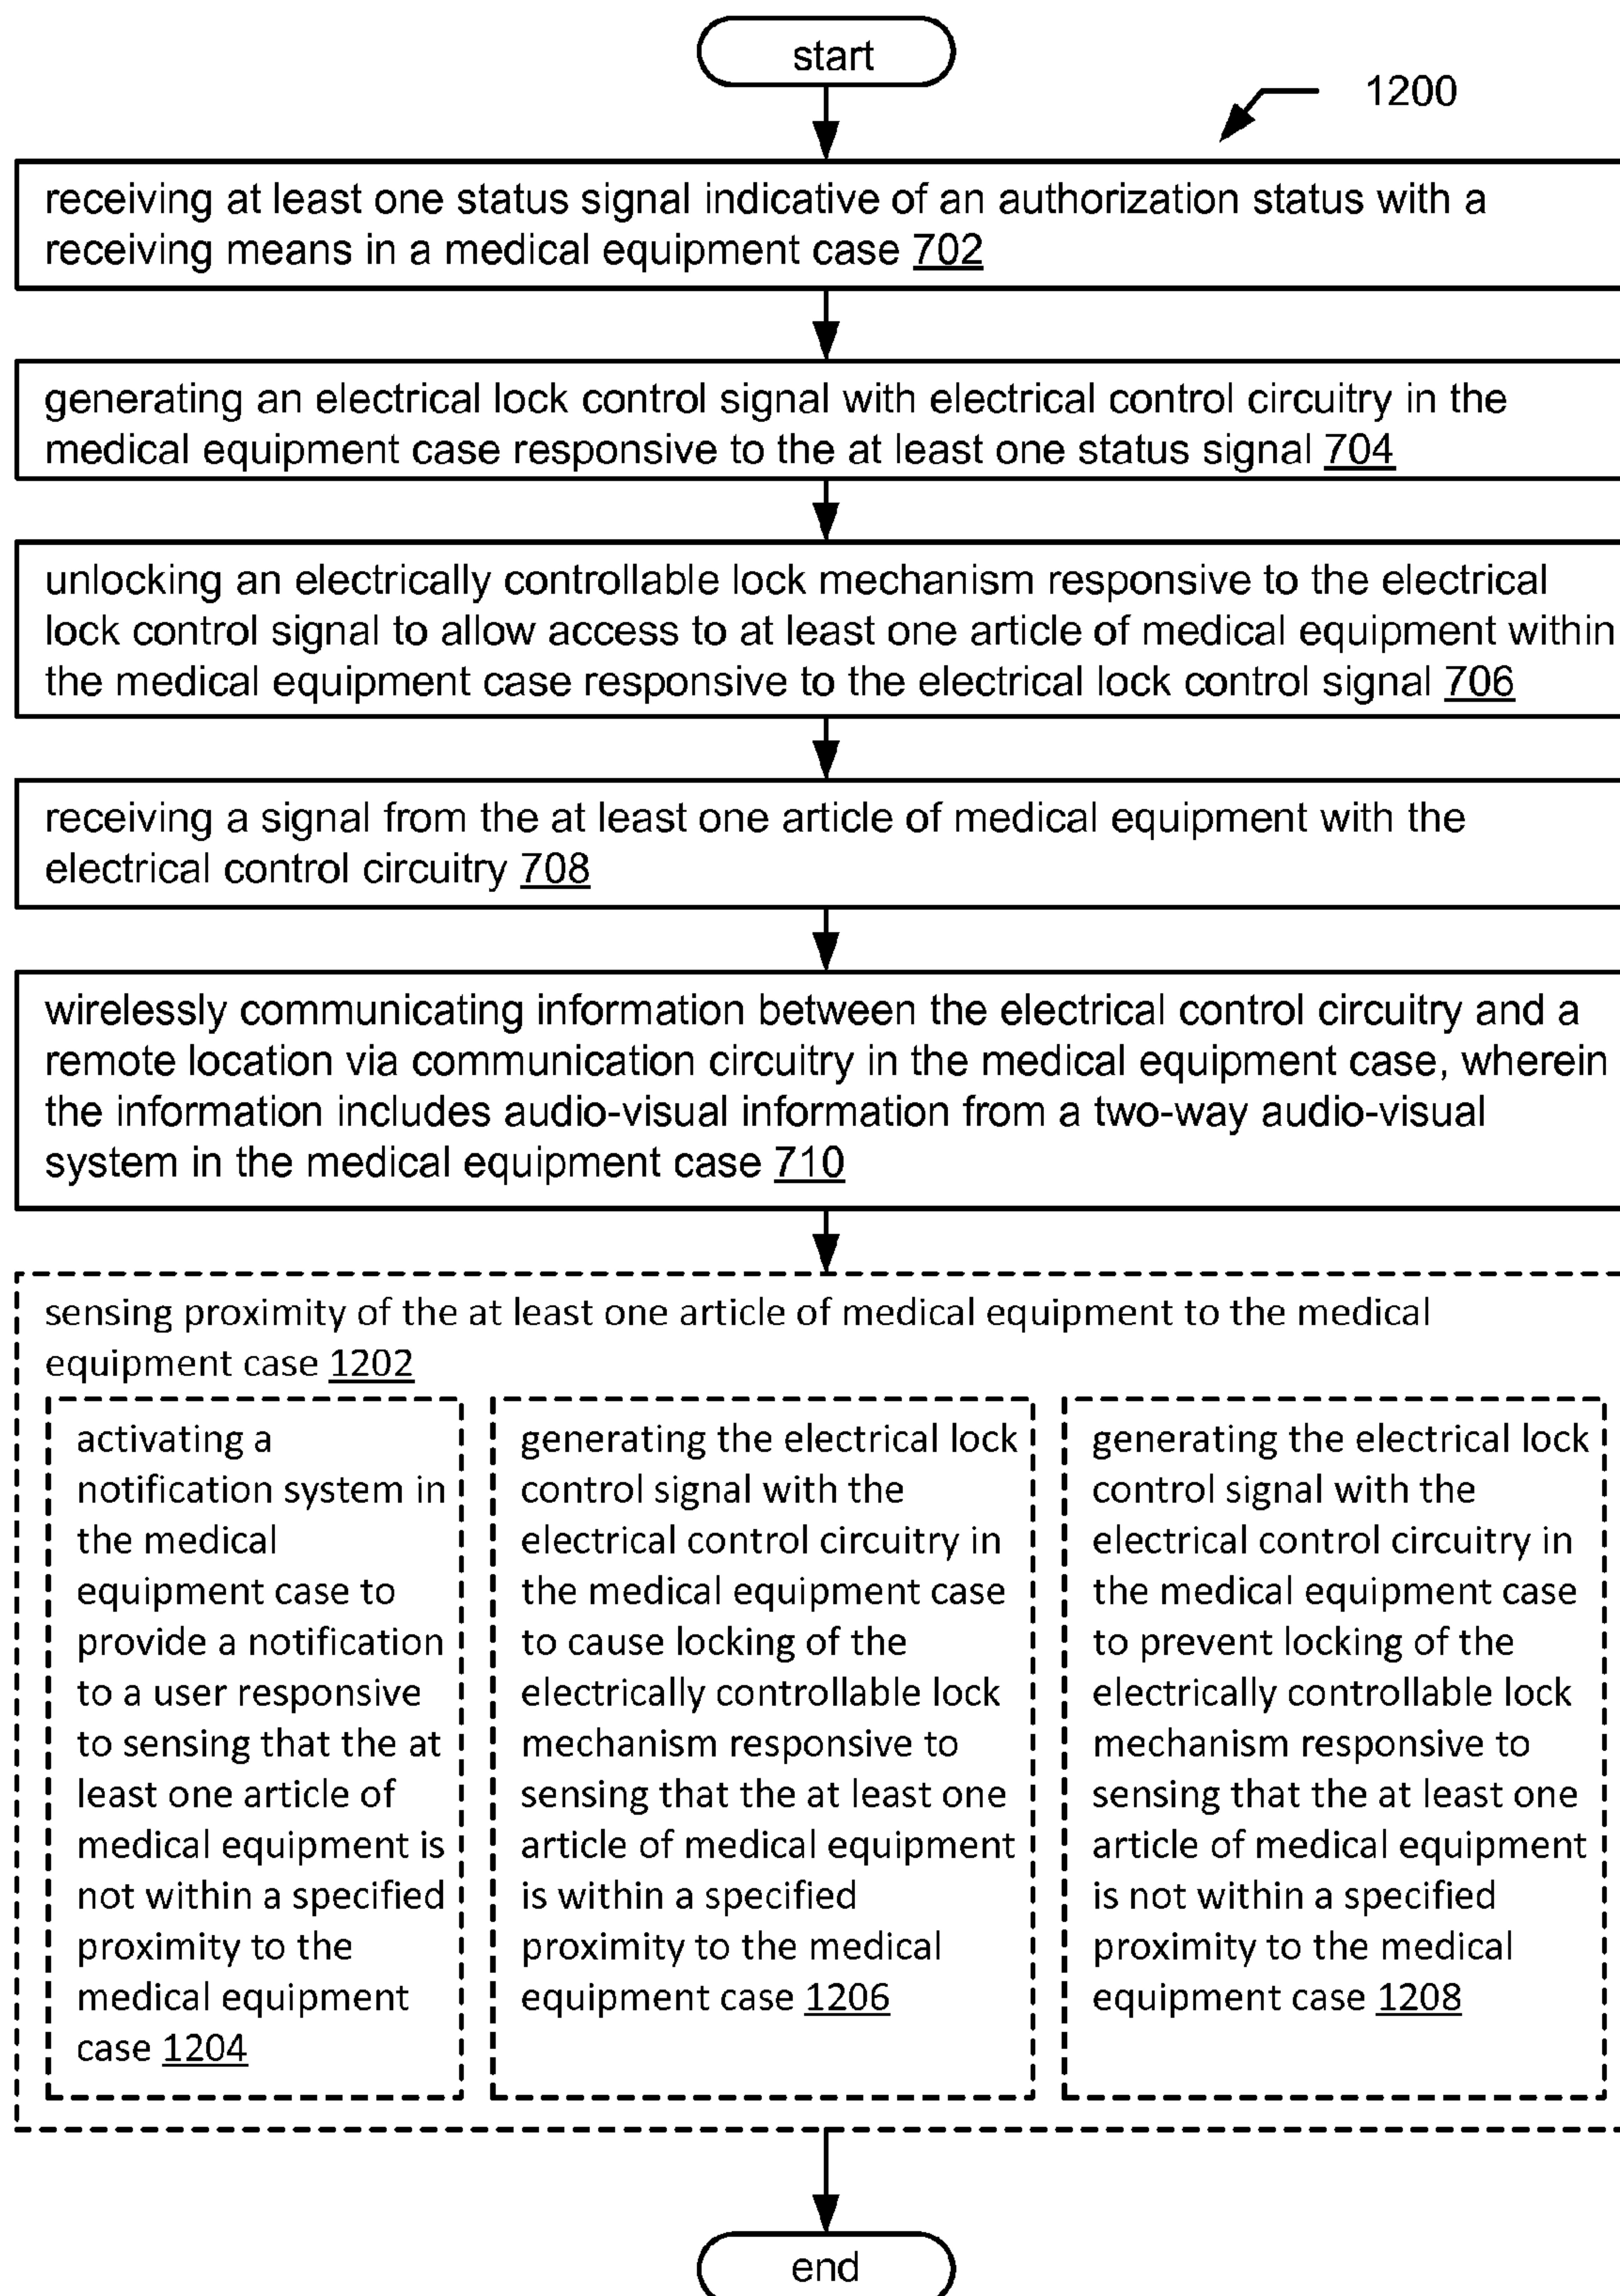 start
1200
receiving at least one status signal indicative of an authorization status with a
receiving means in a medical equipment case 702
generating an electrical lock control signal with electrical control circuitry in the
medical equipment case responsive to the at least one status signal 704
unlocking an electrically controllable lock mechanism responsive to the electrical
lock control signal to allow access to at least one article of medical equipment within
the medical equipment case responsive to the electrical lock control signal 706
receiving a signal from the at least one article of medical equipment with the
electrical control circuitry 708
wirelessly communicating information between the electrical control circuitry and a
remote location via communication circuitry in the medical equipment case, wherein
the information includes audio-visual information from a two-way audio-visual
system in the medical equipment case 710
sensing proximity of the at least one article of medical equipment to the medical
equipment case 1202
activating a
notification system in
the medical
equipment case to
provide a notification
to a user responsive
to sensing that the at
least one article of
medical equipment is
not within a specified
proximity to the
medical equipment
case 1204
generating the electrical lock
control signal with the
electrical control circuitry in
the medical equipment case
to cause locking of the
electrically controllable lock
mechanism responsive to
sensing that the at least one
article of medical equipment
is within a specified
proximity to the medical
equipment case 1206
generating the electrical lock
control signal with the
electrical control circuitry in
the medical equipment case
to prevent locking of the
electrically controllable lock
mechanism responsive to
sensing that the at least one
article of medical equipment
is not within a specified
proximity to the medical
equipment case 1208
end